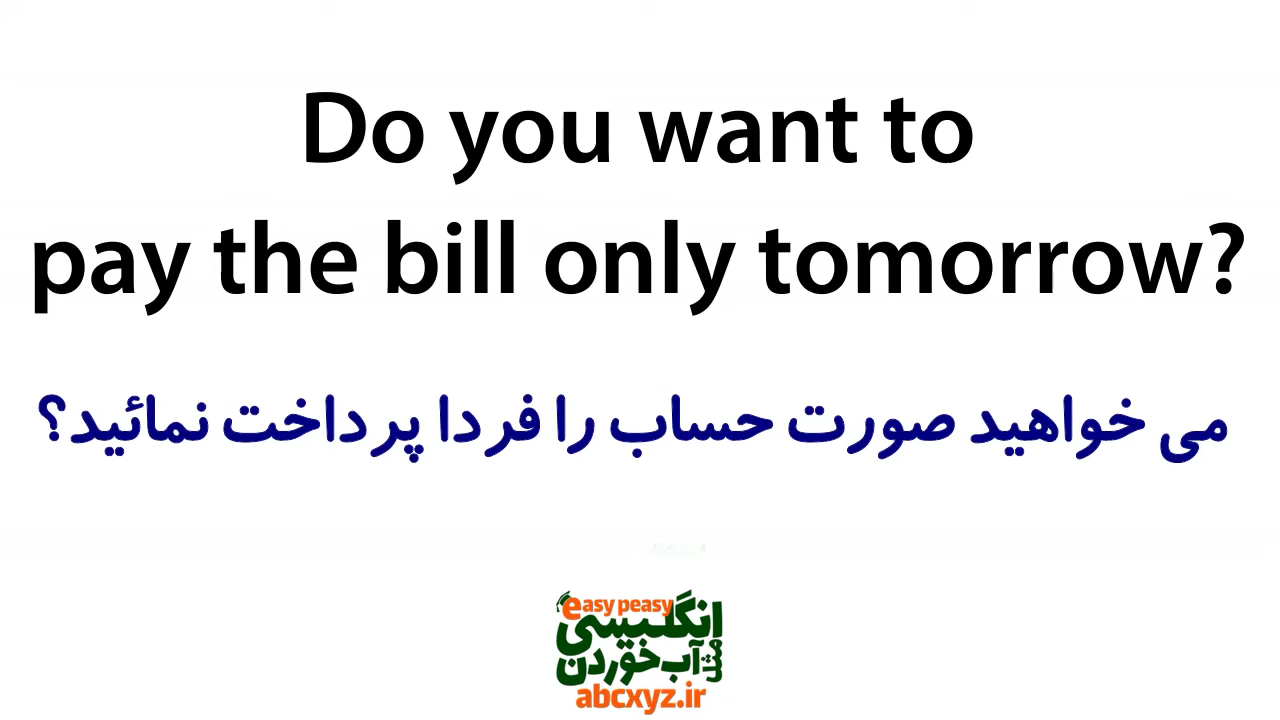 Do you want to
pay the bill only tomorrow?
می خواهید صورت حساب را فردا پرداخت نمائید؟
easy peasy
انگلیسی
مثل آب خوردن
abcxyz.ir